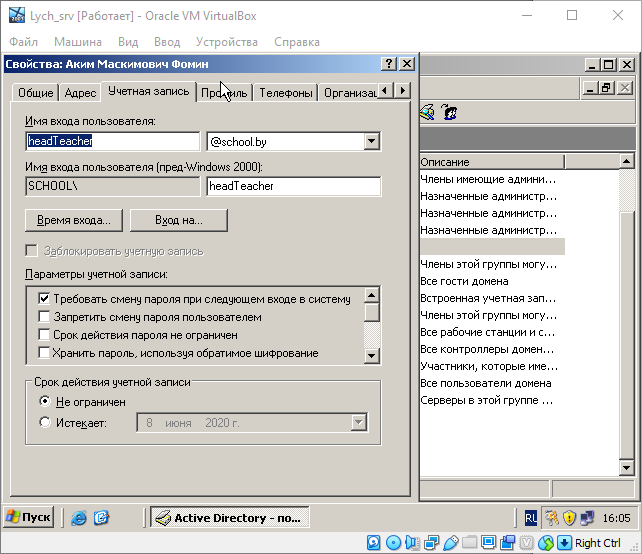 Lych_srv [Работает] - Oracle VM VirtualBox
Файл Машина Вид Ввод Устройства Справка
Свойства: Аким Маскимович Фомин
Общие Адрес Учетная запись Профиль Телефоны Организац
Имя входа пользователя:
headTeacher @school.by
Имя входа пользователя (пред-Windows 2000):
SCHOOL\ headTeacher
Время входа... Вход на...
Заблокировать учетную запись
Параметры учетной записи:
Требовать смену пароля при следующем входе в систему
Запретить смену пароля пользователем
Срок действия пароля не ограничен
Хранить пароль, используя обратимое шифрование
Срок действия учетной записи
Не ограничен
Истекает: 8 июня 2020 г.
Описание
Члены имеющие админи...
Назначенные администр...
Назначенные администр...
Назначенные администр...
Члены этой группы могу...
Все гости домена
Встроенная учетная зап...
Члены этой группы могу...
Все рабочие станции и с...
Все контроллеры домен...
Участники, которые име...
Все пользователи домена
Серверы в этой группе ...
Пуск Active Directory - по... RU 16:05
Right Ctrl